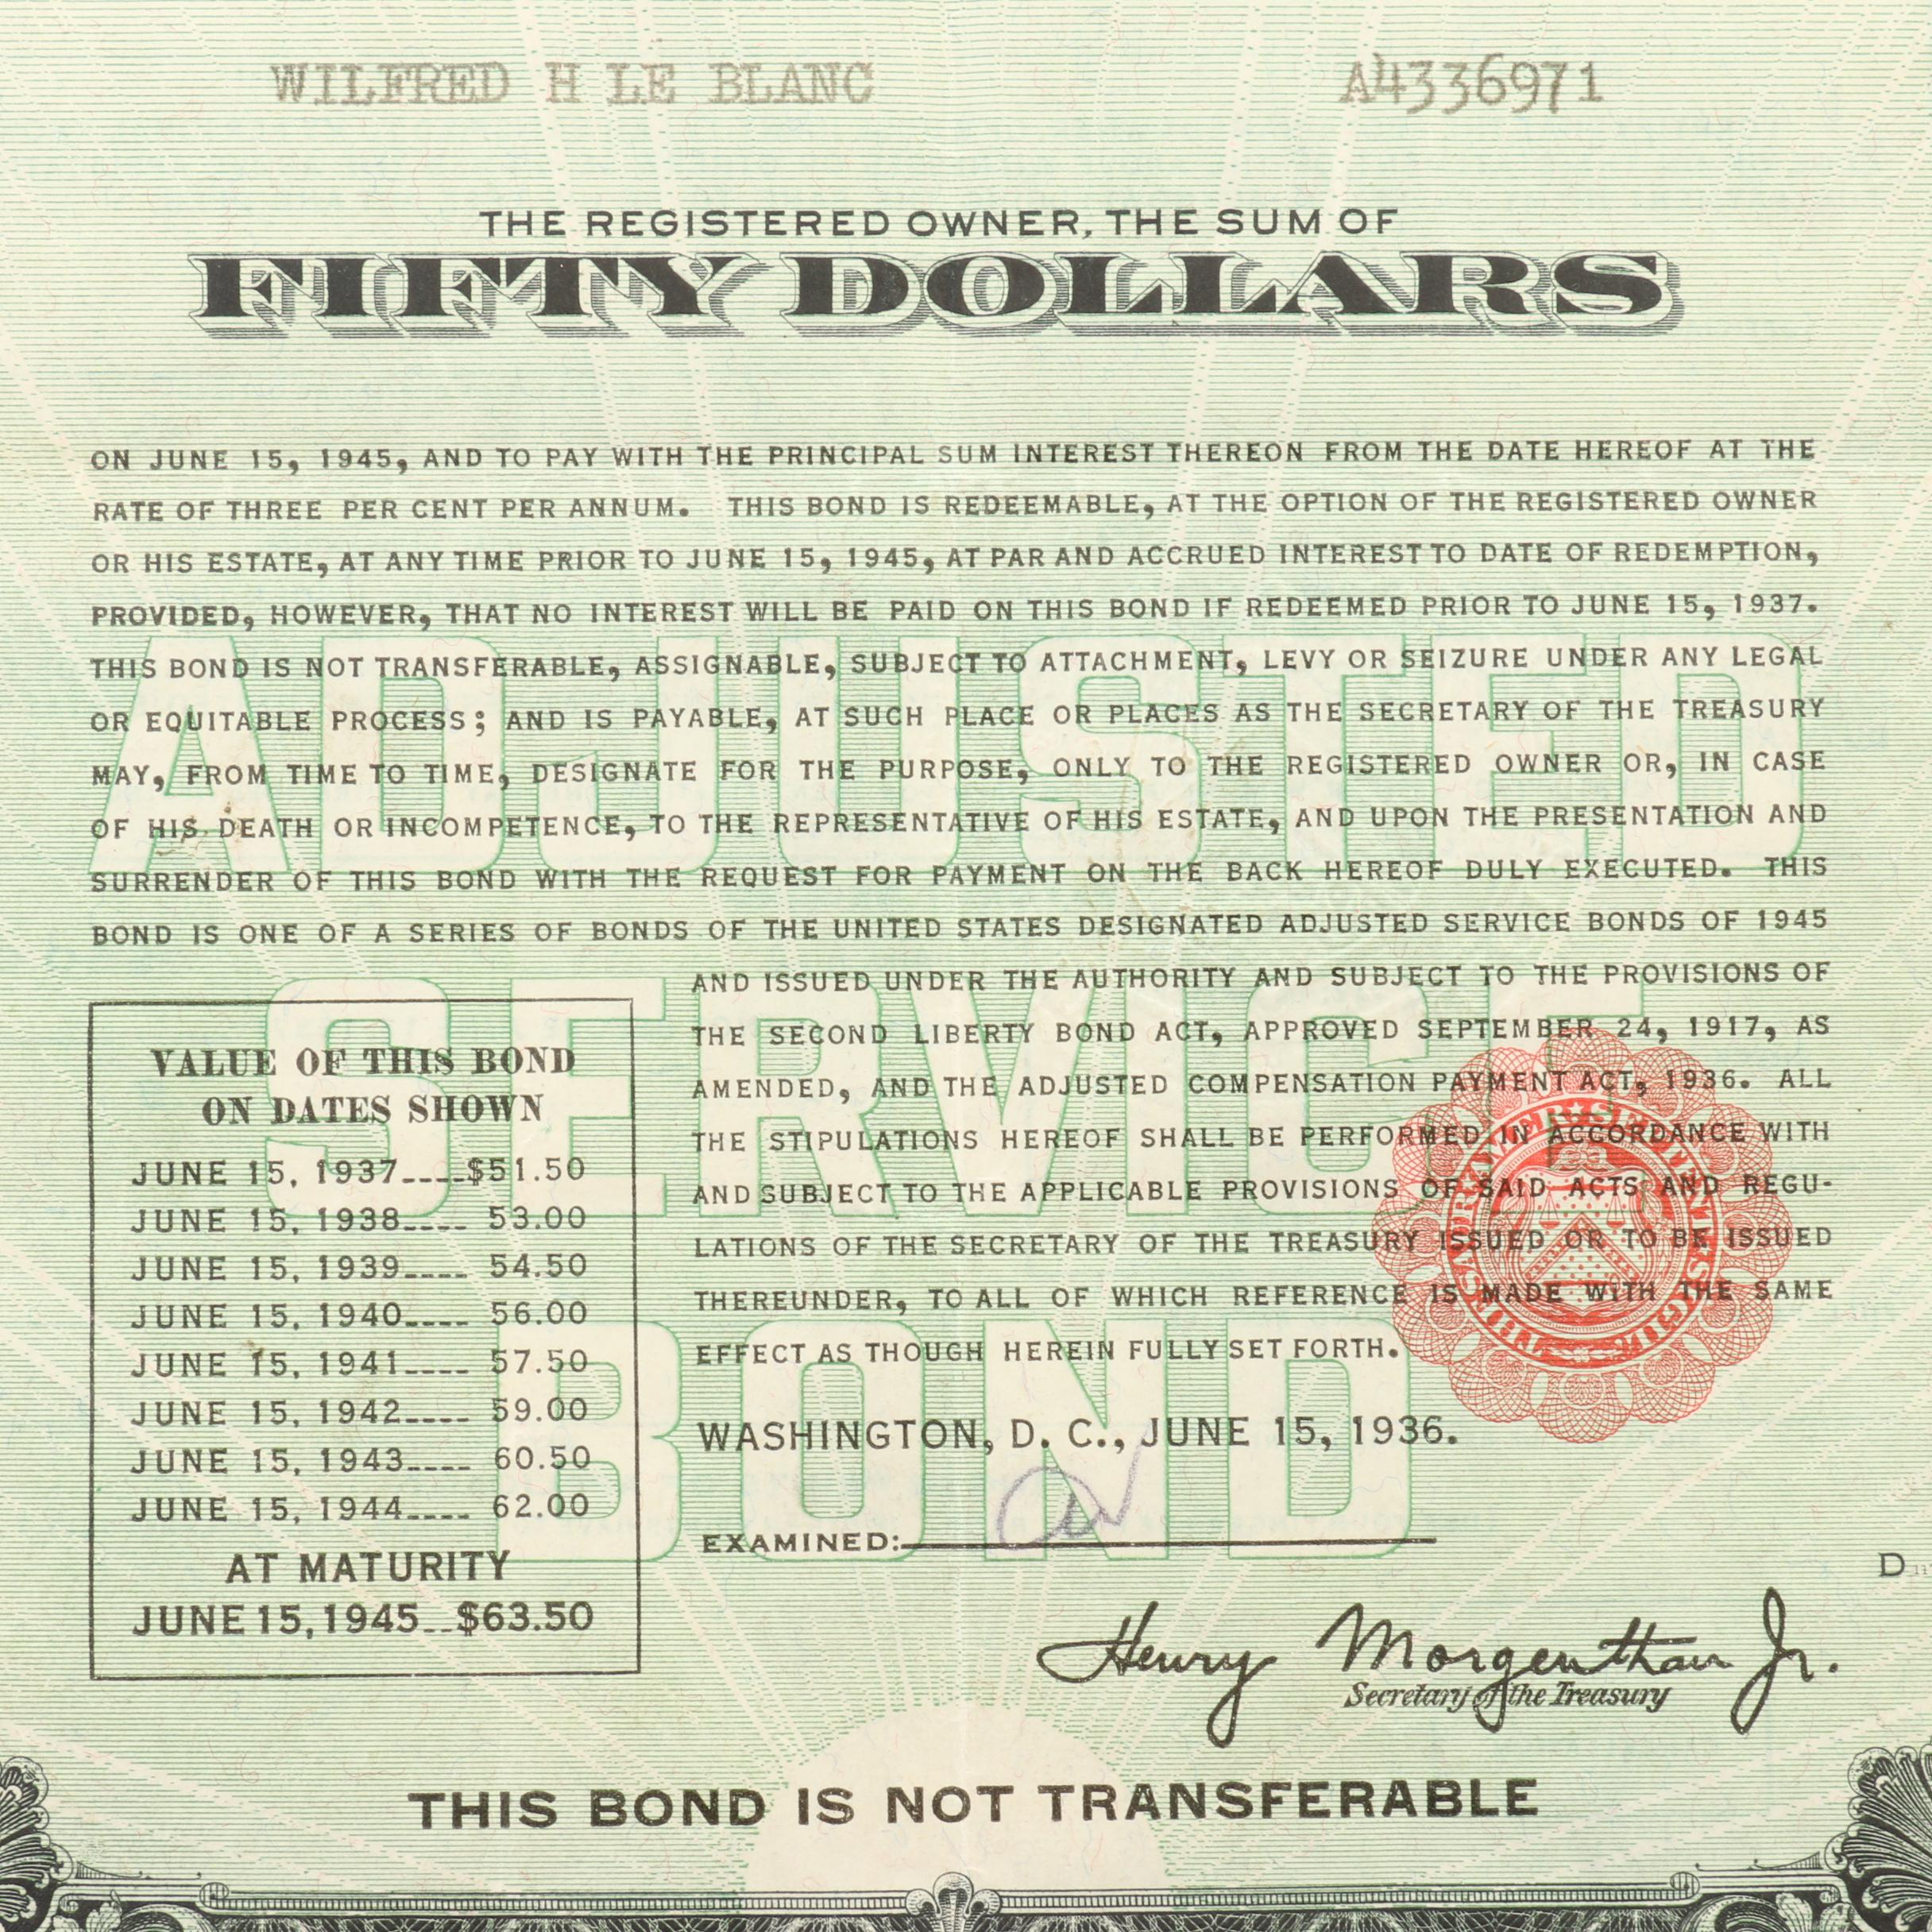 WILFRED H LE BLANC A4336971
THE REGISTERED OWNER, THE SUM OF
FIFTY DOLLARS
ON JUNE 15, 1945, AND TO PAY WITH THE PRINCIPAL SUM INTEREST THEREON FROM THE DATE HEREOF AT THE
RATE OF THREE PER CENT PER ANNUM. THIS BOND IS REDEEMABLE, AT THE OPTION OF THE REGISTERED OWNER
OR HIS ESTATE, AT ANY TIME PRIOR TO JUNE 15, 1945, AT PAR AND ACCRUED INTEREST TO DATE OF REDEMPTION,
PROVIDED, HOWEVER, THAT NO INTEREST WILL BE PAID ON THIS BOND IF REDEEMED PRIOR TO JUNE 15, 1937.
THIS BOND IS NOT TRANSFERABLE, ASSIGNABLE, SUBJECT TO ATTACHMENT, LEVY OR SEIZURE UNDER ANY LEGAL
OR EQUITABLE PROCESS; AND IS PAYABLE, AT SUCH PLACE OR PLACES AS THE SECRETARY OF THE TREASURY
MAY, FROM TIME TO TIME, DESIGNATE FOR THE PURPOSE, ONLY TO THE REGISTERED OWNER OR, IN CASE
OF HIS DEATH OR INCOMPETENCE, TO THE REPRESENTATIVE OF HIS ESTATE, AND UPON THE PRESENTATION AND
SURRENDER OF THIS BOND WITH THE REQUEST FOR PAYMENT ON THE BACK HEREOF DULY EXECUTED. THIS
BOND IS ONE OF A SERIES OF BONDS OF THE UNITED STATES DESIGNATED ADJUSTED SERVICE BONDS OF 1945
AND ISSUED UNDER THE AUTHORITY AND SUBJECT TO THE PROVISIONS OF
THE SECOND LIBERTY BOND ACT, APPROVED SEPTEMBER 24, 1917, AS
AMENDED, AND THE ADJUSTED COMPENSATION PAYMENT ACT, 1936. ALL
THE STIPULATIONS HEREOF SHALL BE PERFORMED IN ACCORDANCE WITH
AND SUBJECT TO THE APPLICABLE PROVISIONS OF SAID ACTS AND REGU-
LATIONS OF THE SECRETARY OF THE TREASURY ISSUED OR TO BE ISSUED
THEREUNDER, TO ALL OF WHICH REFERENCE IS MADE WITH THE SAME
EFFECT AS THOUGH HEREIN FULLY SET FORTH.
ADJUSTED
SERVICE
BOND
VALUE OF THIS BOND
ON DATES SHOWN
JUNE 15, 1937----$51.50
JUNE 15, 1938---- 53.00
JUNE 15, 1939---- 54.50
JUNE 15, 1940---- 56.00
JUNE 15, 1941---- 57.50
JUNE 15, 1942---- 59.00
JUNE 15, 1943---- 60.50
JUNE 15, 1944---- 62.00
AT MATURITY
JUNE 15, 1945--$63.50
WASHINGTON, D. C., JUNE 15, 1936.
EXAMINED:
D
Henry Morgenthau Jr.
Secretary of the Treasury
THIS BOND IS NOT TRANSFERABLE